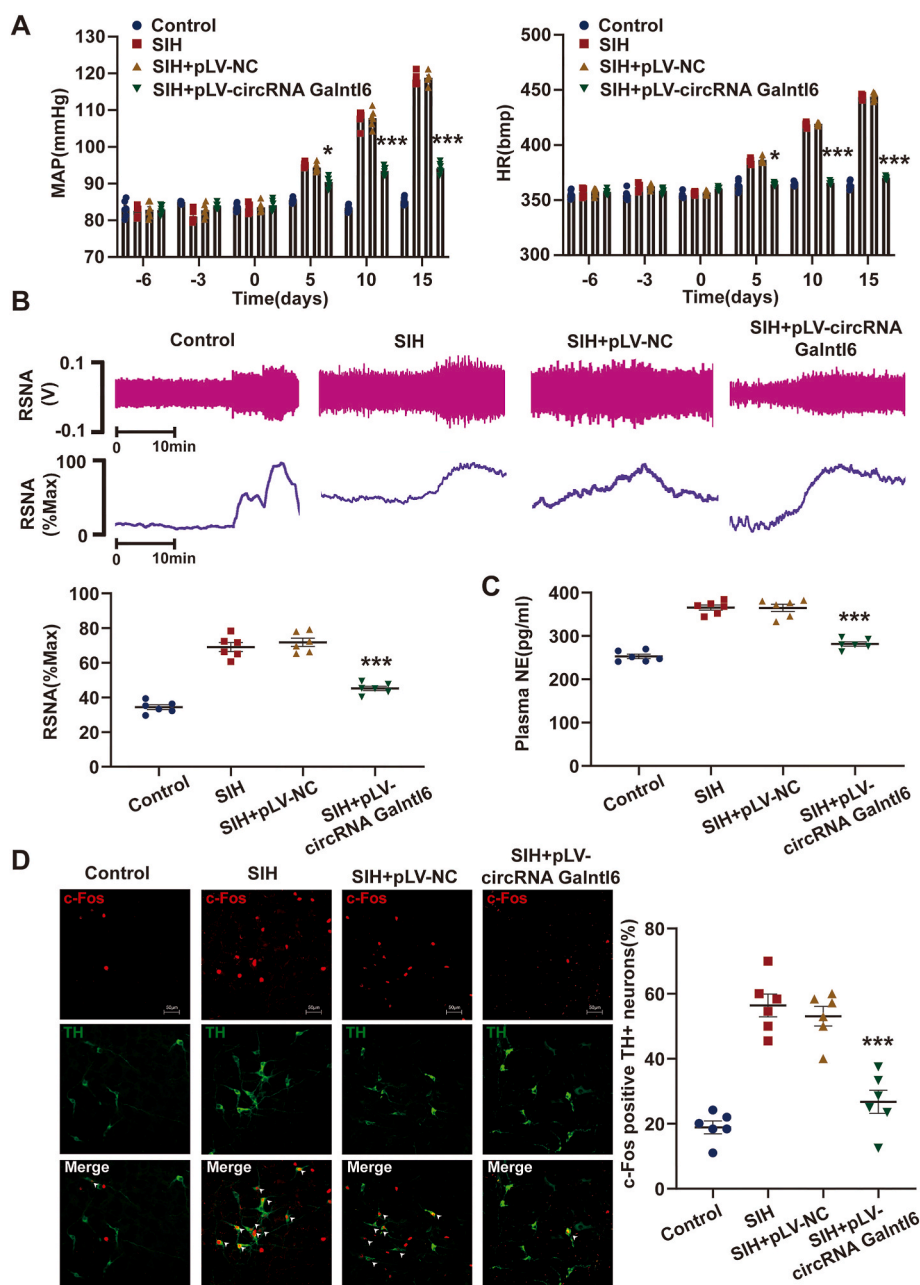 A
Control
SIH
SIH+pLV-NC
SIH+pLV-circRNA Galntl6
MAP(mmHg)
130
120
110
100
90
80
70
*
***
***
-6 -3 0 5 10 15
Time(days)
Control
SIH
SIH+pLV-NC
SIH+pLV-circRNA Galntl6
HR(bmp)
450
400
350
300
*
***
***
-6 -3 0 5 10 15
Time(days)
B
Control
SIH
SIH+pLV-NC
SIH+pLV-circRNA
Galntl6
RSNA
(V)
0.1
-0.1
0 10min
RSNA
(%Max)
100
0
0 10min
RSNA(%Max)
100
80
60
40
20
0
***
Control
SIH
SIH+pLV-NC
SIH+pLV-
circRNA Galntl6
C
Plasma NE(pg/ml)
400
300
200
100
0
***
Control
SIH
SIH+pLV-NC
SIH+pLV-
circRNA Galntl6
D
Control
SIH
SIH+pLV-NC
SIH+pLV-
circRNA Galntl6
c-Fos
c-Fos
c-Fos
c-Fos
50μm
50μm
50μm
50μm
TH
TH
TH
TH
Merge
Merge
Merge
Merge
c-Fos positive TH+ neurons(%)
80
60
40
20
0
***
Control
SIH
SIH+pLV-NC
SIH+pLV-
circRNA Galntl6